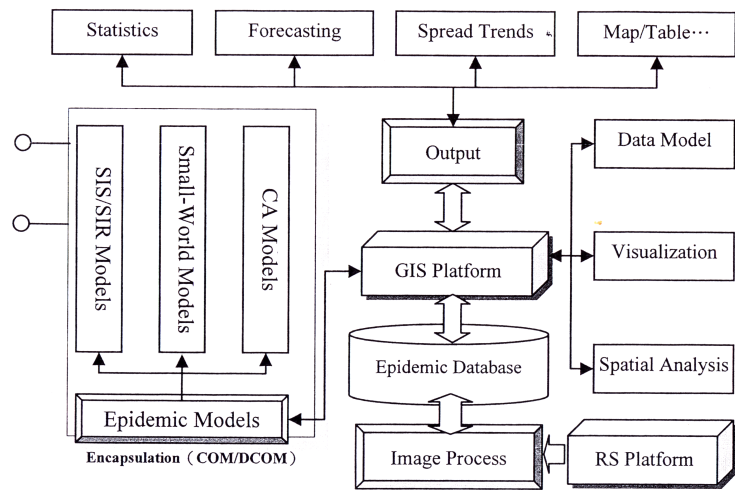 Statistics
Forecasting
Spread Trends
Map/Table···
SIS/SIR Models
Small-World Models
CA Models
Output
Data Model
GIS Platform
Visualization
Epidemic Database
Spatial Analysis
Epidemic Models
Encapsulation（COM/DCOM）
Image Process
RS Platform